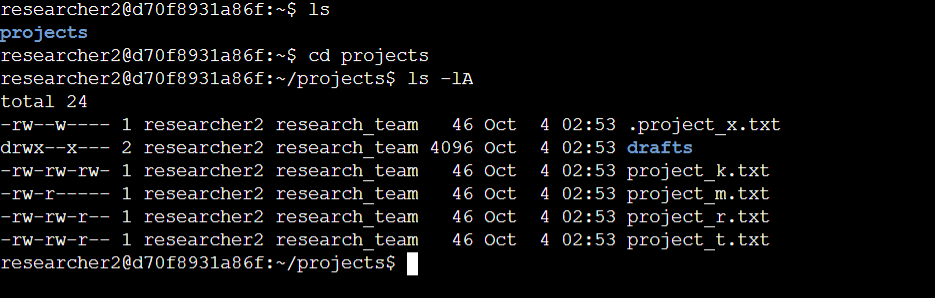 researcher2@d70f8931a86f:~$ ls
projects
researcher2@d70f8931a86f:~$ cd projects
researcher2@d70f8931a86f:~/projects$ ls -lA
total 24
-rw--w---- 1 researcher2 research_team   46 Oct  4 02:53 .project_x.txt
drwx--x--- 2 researcher2 research_team 4096 Oct  4 02:53 drafts
-rw-rw-rw- 1 researcher2 research_team   46 Oct  4 02:53 project_k.txt
-rw-r----- 1 researcher2 research_team   46 Oct  4 02:53 project_m.txt
-rw-rw-r-- 1 researcher2 research_team   46 Oct  4 02:53 project_r.txt
-rw-rw-r-- 1 researcher2 research_team   46 Oct  4 02:53 project_t.txt
researcher2@d70f8931a86f:~/projects$